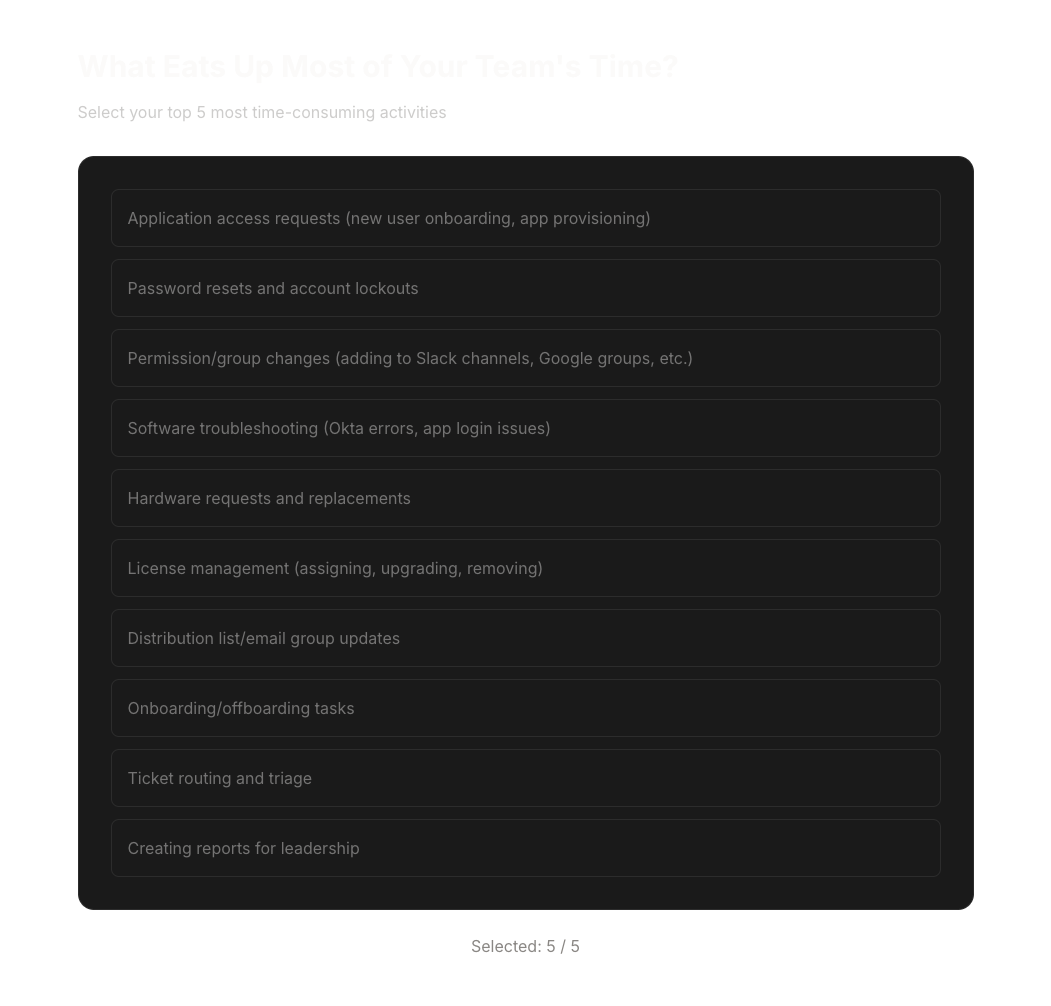 What Eats Up Most of Your Team's Time?
Select your top 5 most time-consuming activities
Application access requests (new user onboarding, app provisioning)
Password resets and account lockouts
Permission/group changes (adding to Slack channels, Google groups, etc.)
Software troubleshooting (Okta errors, app login issues)
Hardware requests and replacements
License management (assigning, upgrading, removing)
Distribution list/email group updates
Onboarding/offboarding tasks
Ticket routing and triage
Creating reports for leadership
Selected: 5 / 5